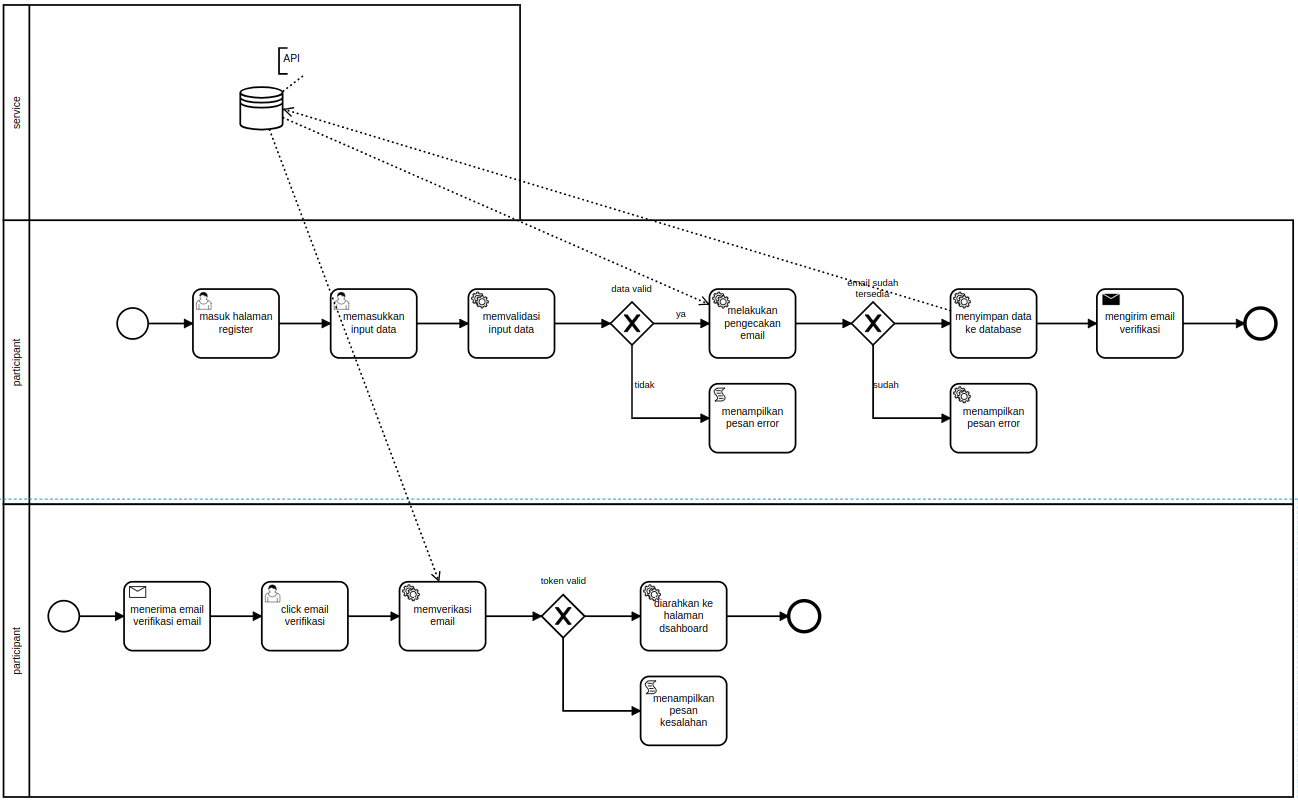 service
API
participant
masuk halaman
register
memasukkan
input data
memvalidasi
input data
data valid
ya
tidak
melakukan
pengecakan
email
menampilkan
pesan error
email sudah
tersedia
sudah
menyimpan data
ke database
menampilkan
pesan error
mengirim email
verifikasi
participant
menerima email
verifikasi email
click email
verifikasi
memverikasi
email
token valid
diarahkan ke
halaman
dsahboard
menampilkan
pesan
kesalahan